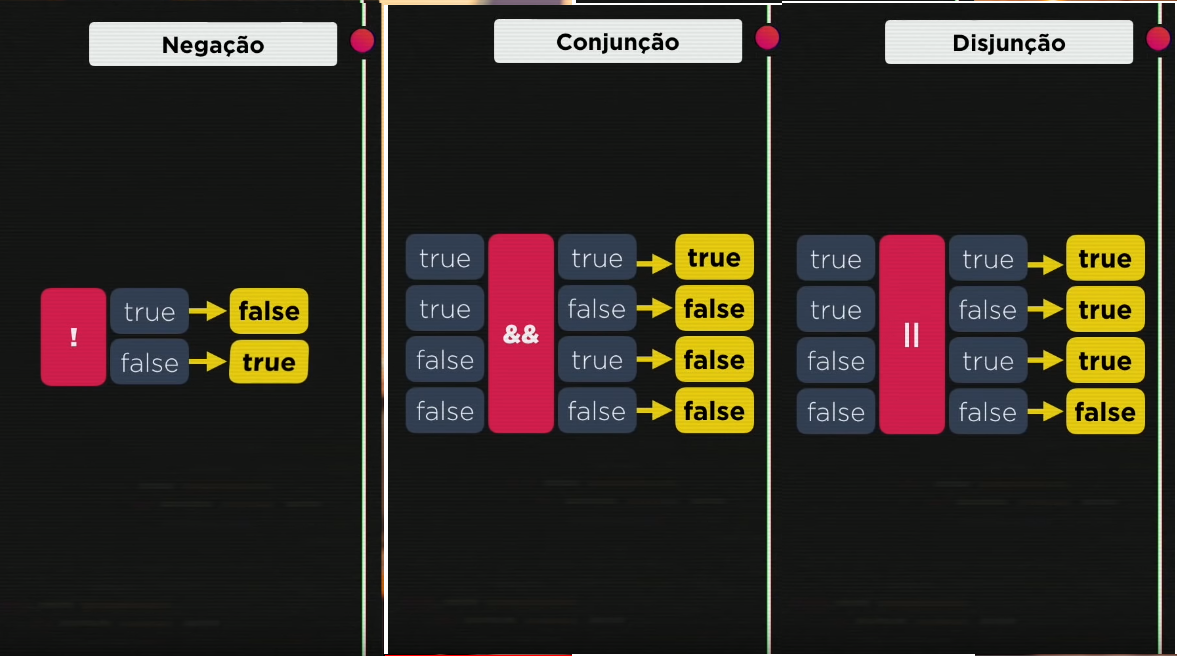 Negação
!
true false
false true
Conjunção
true true true
true false false
&&
false true false
false false false
Disjunção
true true true
true false true
||
false true true
false false false